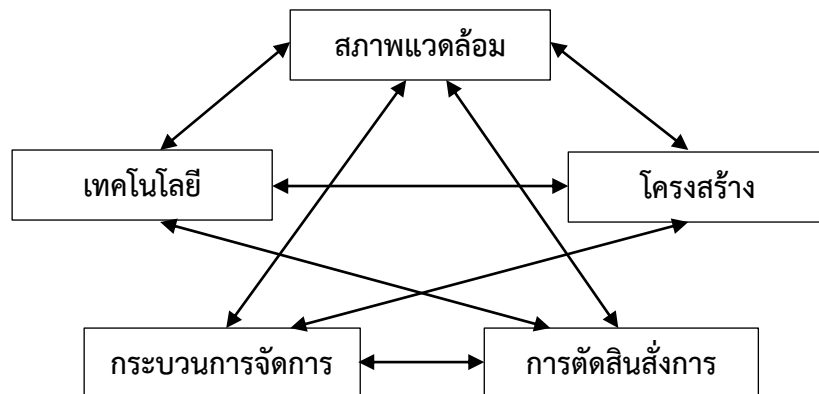 สภาพแวดล้อม
เทคโนโลยี
โครงสร้าง
กระบวนการจัดการ
การตัดสินสั่งการ